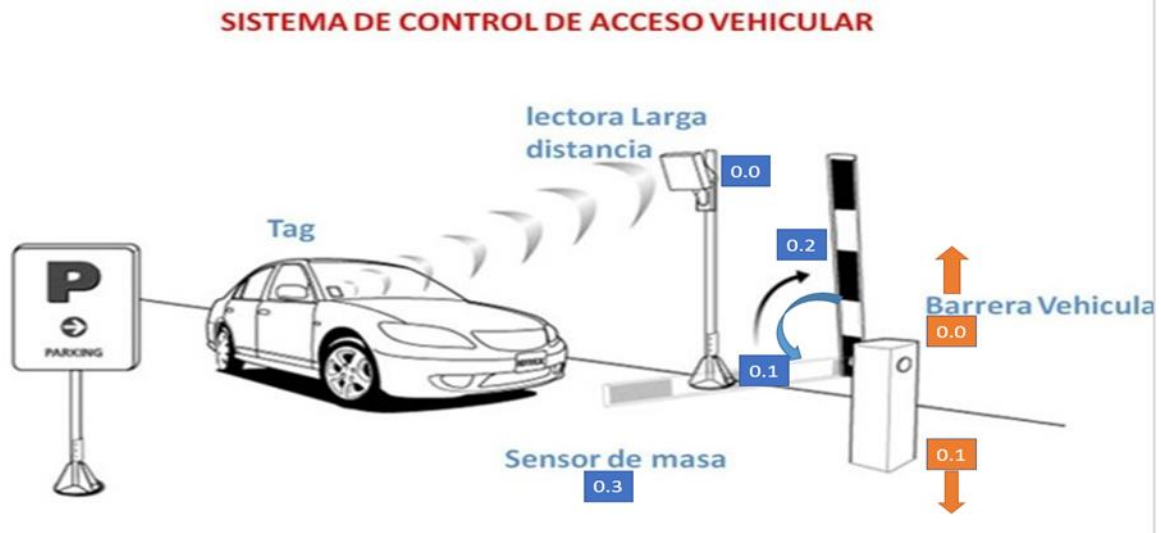 SISTEMA DE CONTROL DE ACCESO VEHICULAR
lectora Larga
distancia
0.0
Tag
0.2
P
PARKING
Barrera Vehicula
0.0
0.1
Sensor de masa
0.3
0.1